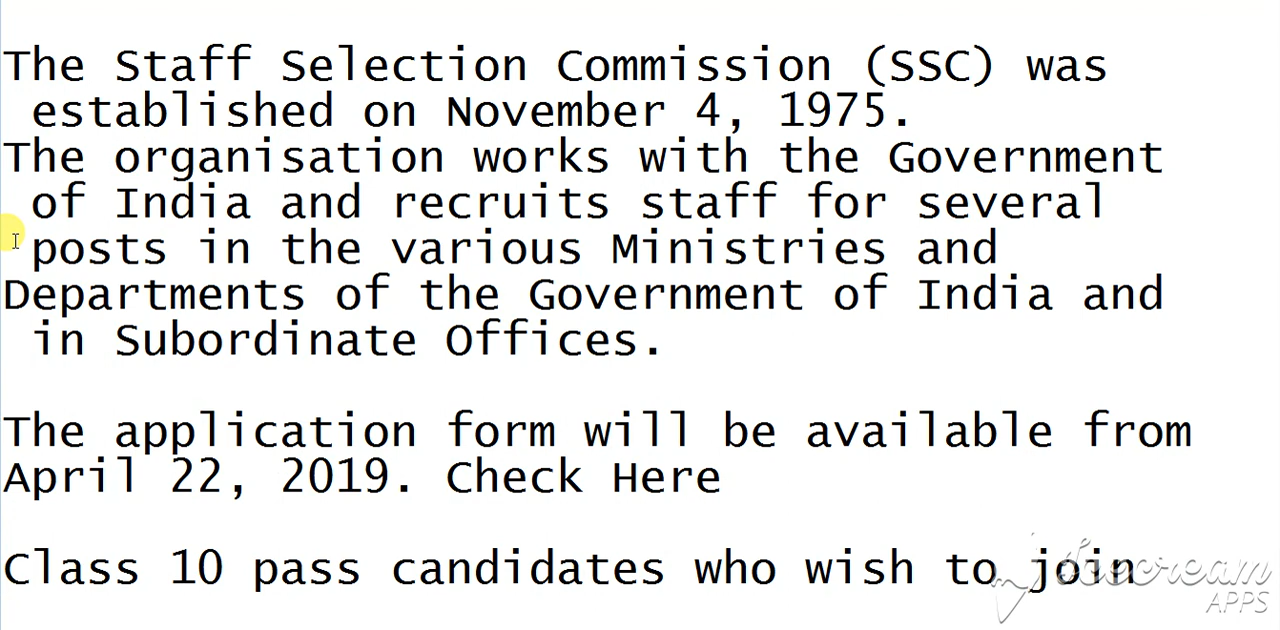 The Staff Selection Commission (SSC) was
established on November 4, 1975.
The organisation works with the Government
of India and recruits staff for several
posts in the various Ministries and
Departments of the Government of India and
in Subordinate Offices.
The application form will be available from
April 22, 2019. Check Here
Class 10 pass candidates who wish to join
Icecream
APPS